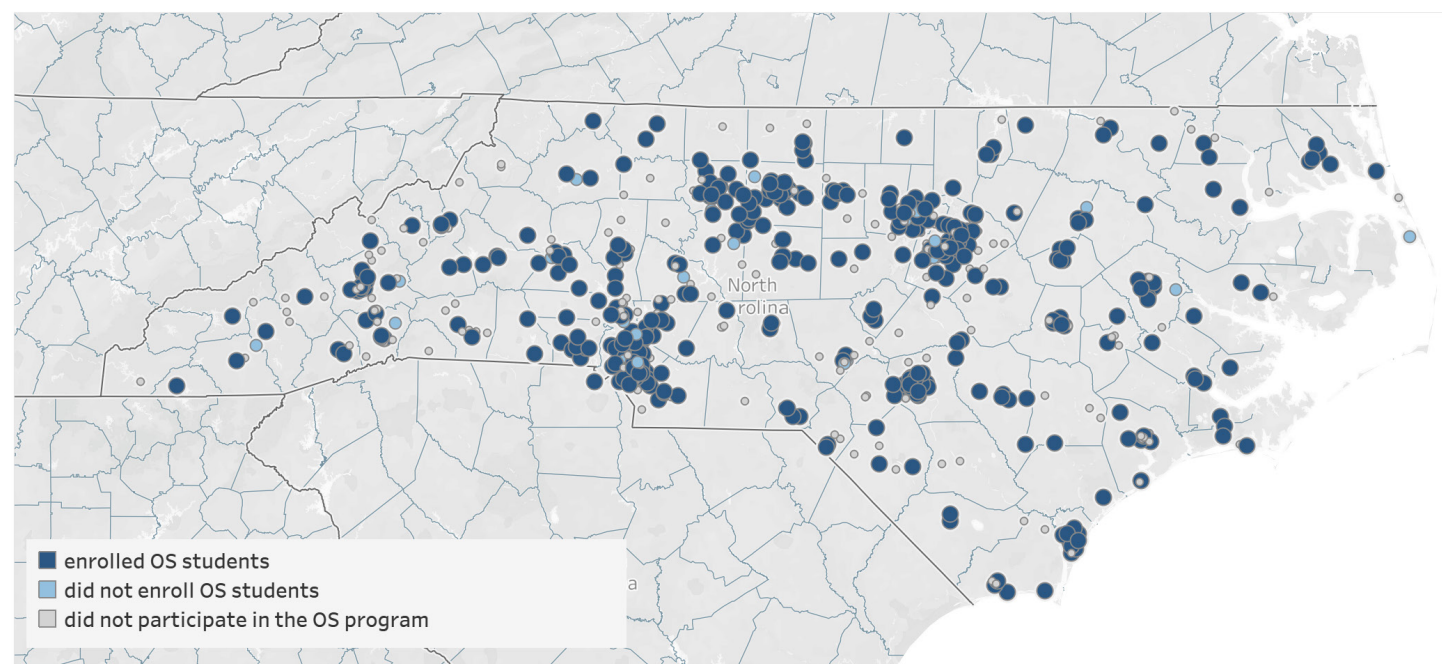 North
rolina
a
enrolled OS students
did not enroll OS students
did not participate in the OS program